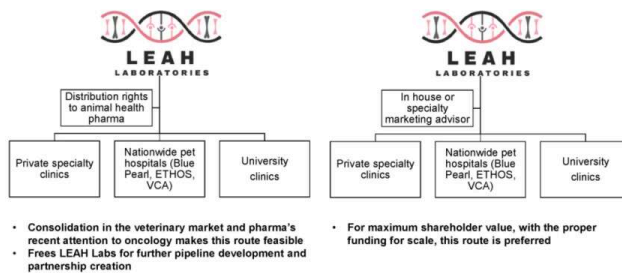 LEAH
LABORATORIES
Distribution rights
to animal health
pharma
Private specialty
clinics
Nationwide pet
hospitals (Blue
Pearl, ETHOS,
VCA)
University
clinics
• Consolidation in the veterinary market and pharma's
recent attention to oncology makes this route feasible
• Frees LEAH Labs for further pipeline development and
partnership creation
LEAH
LABORATORIES
In house or
specialty
marketing advisor
Private specialty
clinics
Nationwide pet
hospitals (Blue
Pearl, ETHOS,
VCA)
University
clinics
• For maximum shareholder value, with the proper
funding for scale, this route is preferred